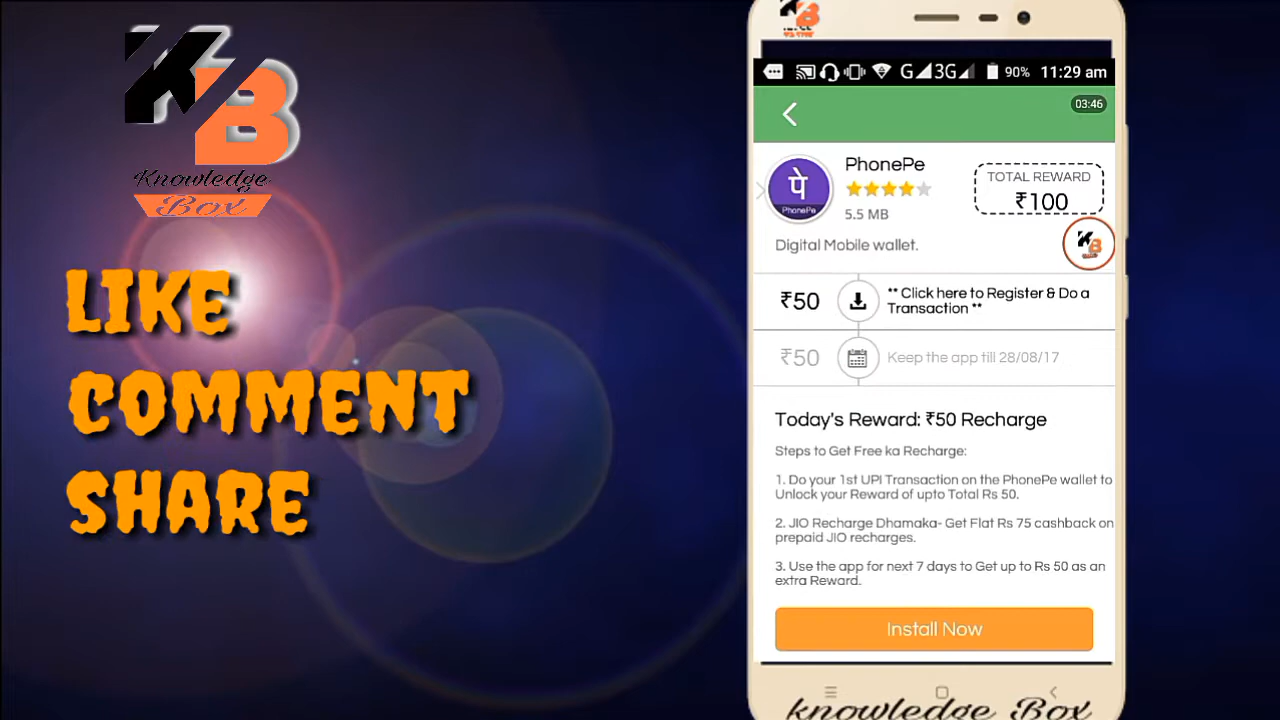 KB
Knowledge
Box
LIKE
COMMENT
SHARE
KB
G 3G 90% 11:29 am
03:46
PhonePe
पे
PhonePe
5.5 MB
TOTAL REWARD
₹100
Digital Mobile wallet.
KB
₹50
** Click here to Register & Do a
Transaction **
₹50
Keep the app till 28/08/17
Today's Reward: ₹50 Recharge
Steps to Get Free ka Recharge:
1. Do your 1st UPI Transaction on the PhonePe wallet to
Unlock your Reward of upto Total Rs 50.
2. JIO Recharge Dhamaka- Get Flat Rs 75 cashback on
prepaid JIO recharges.
3. Use the app for next 7 days to Get up to Rs 50 as an
extra Reward.
Install Now
knowledge Box